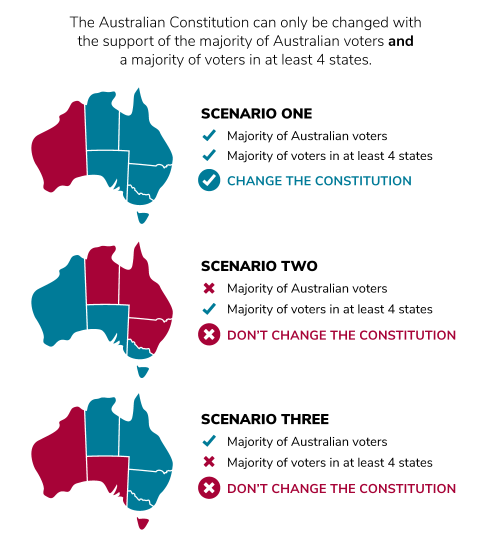 The Australian Constitution can only be changed with
the support of the majority of Australian voters and
a majority of voters in at least 4 states.
SCENARIO ONE
Majority of Australian voters
Majority of voters in at least 4 states
CHANGE THE CONSTITUTION
SCENARIO TWO
Majority of Australian voters
Majority of voters in at least 4 states
DON'T CHANGE THE CONSTITUTION
SCENARIO THREE
Majority of Australian voters
Majority of voters in at least 4 states
DON'T CHANGE THE CONSTITUTION